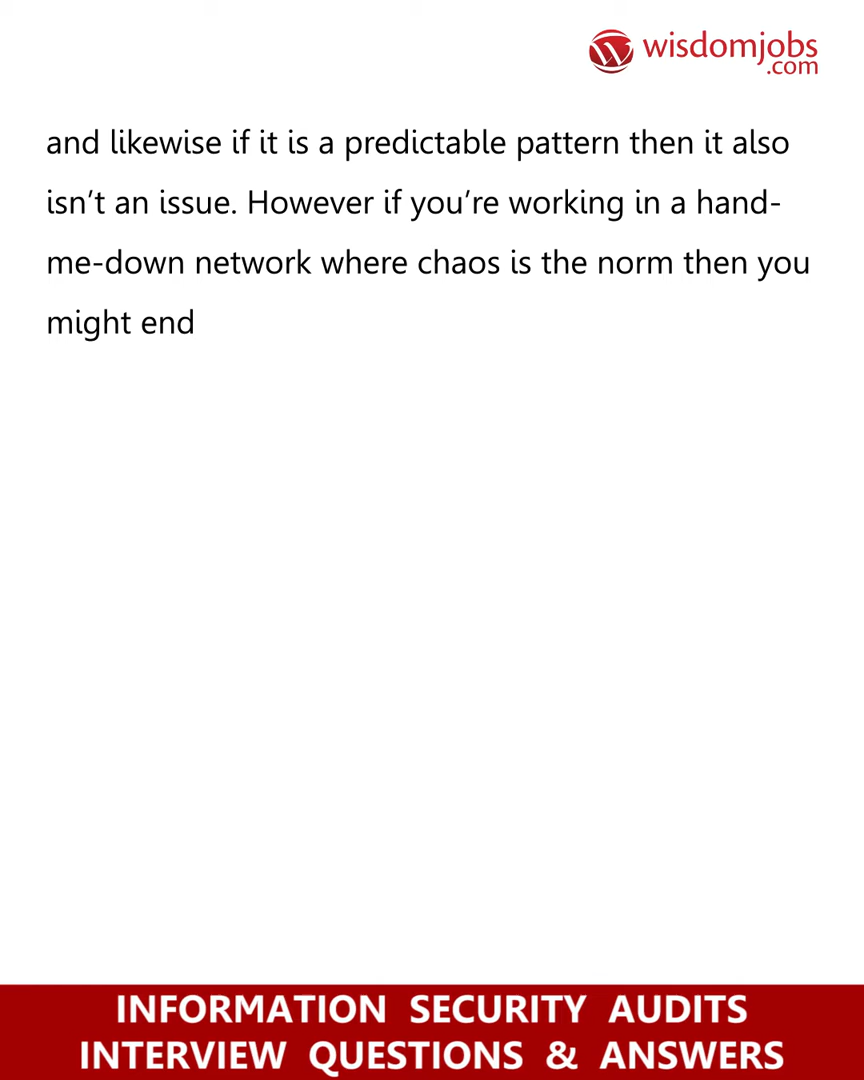 wisdomjobs
.com
and likewise if it is a predictable pattern then it also
isn’t an issue. However if you’re working in a hand-
me-down network where chaos is the norm then you
might end
INFORMATION SECURITY AUDITS
INTERVIEW QUESTIONS & ANSWERS